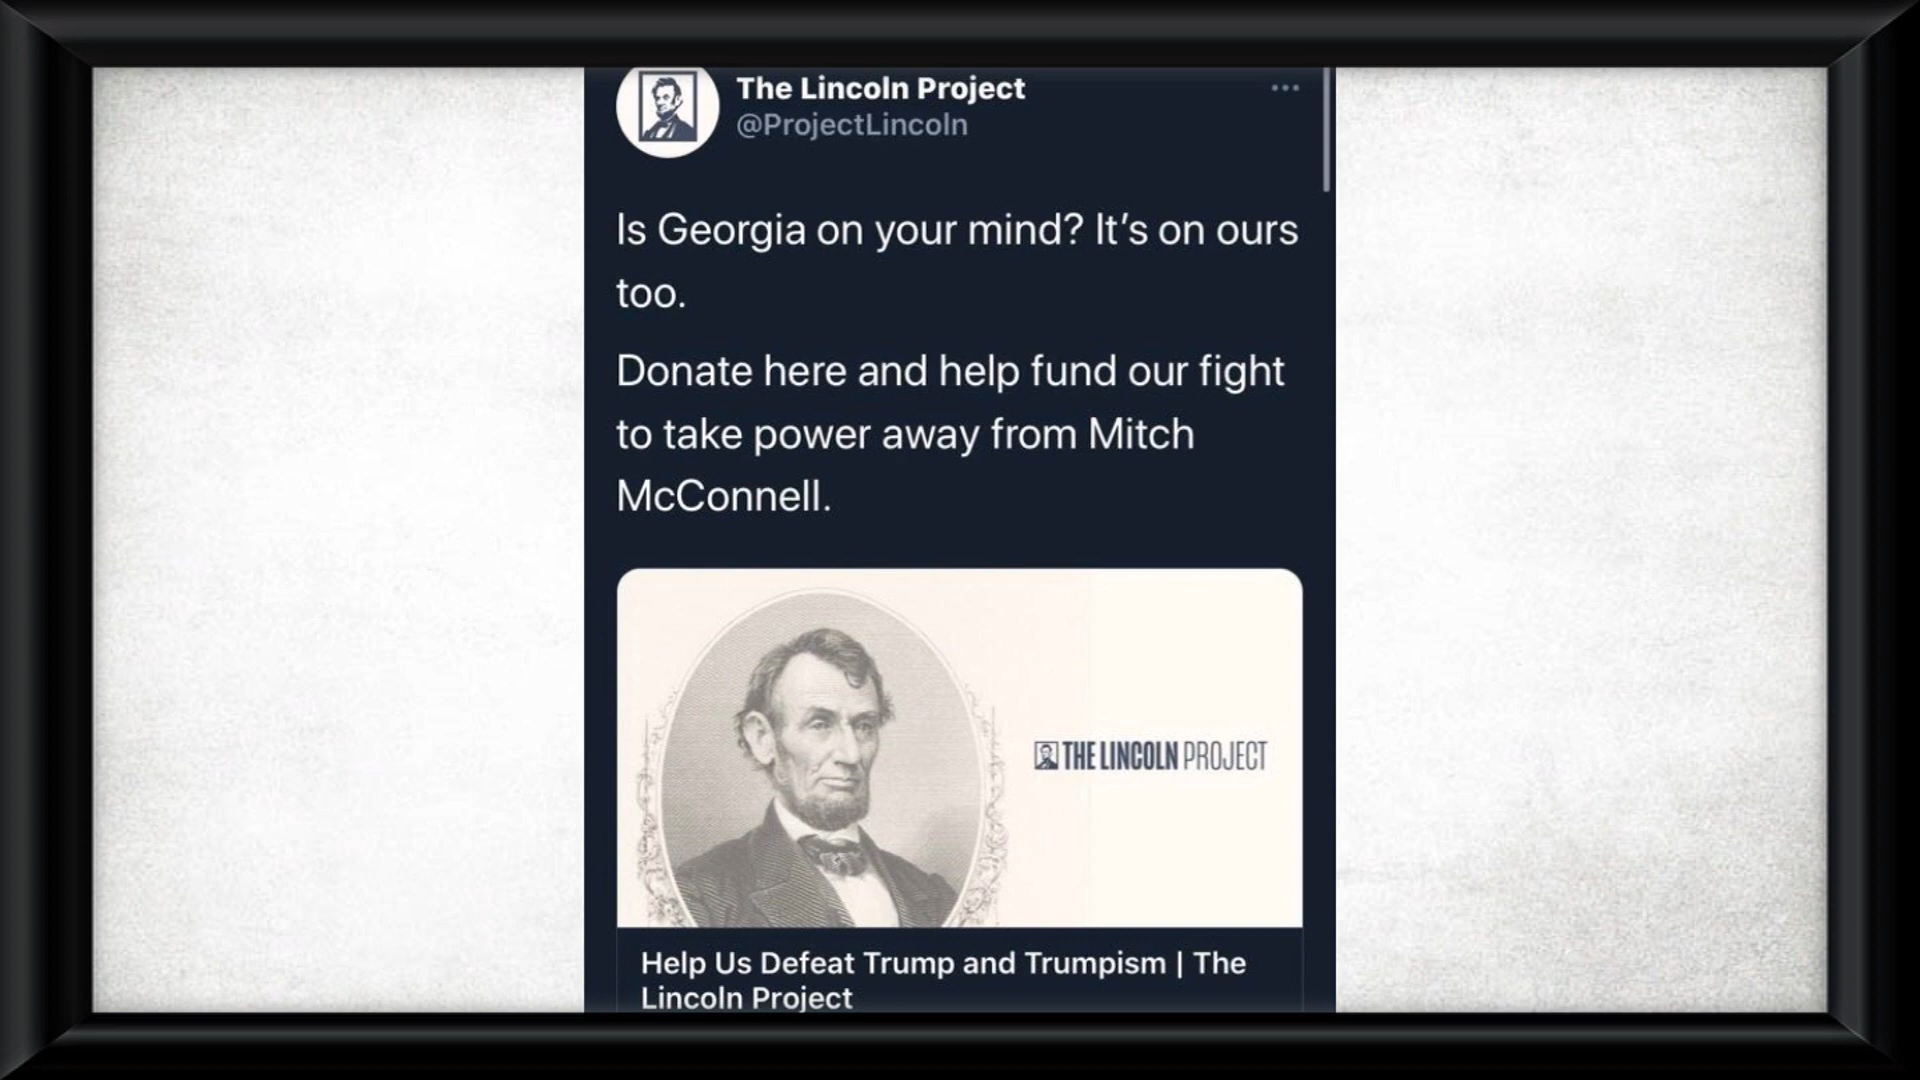 The Lincoln Project
@ProjectLincoln
Is Georgia on your mind? It's on ours
too.
Donate here and help fund our fight
to take power away from Mitch
McConnell.
THE LINCOLN PROJECT
Help Us Defeat Trump and Trumpism | The
Lincoln Project